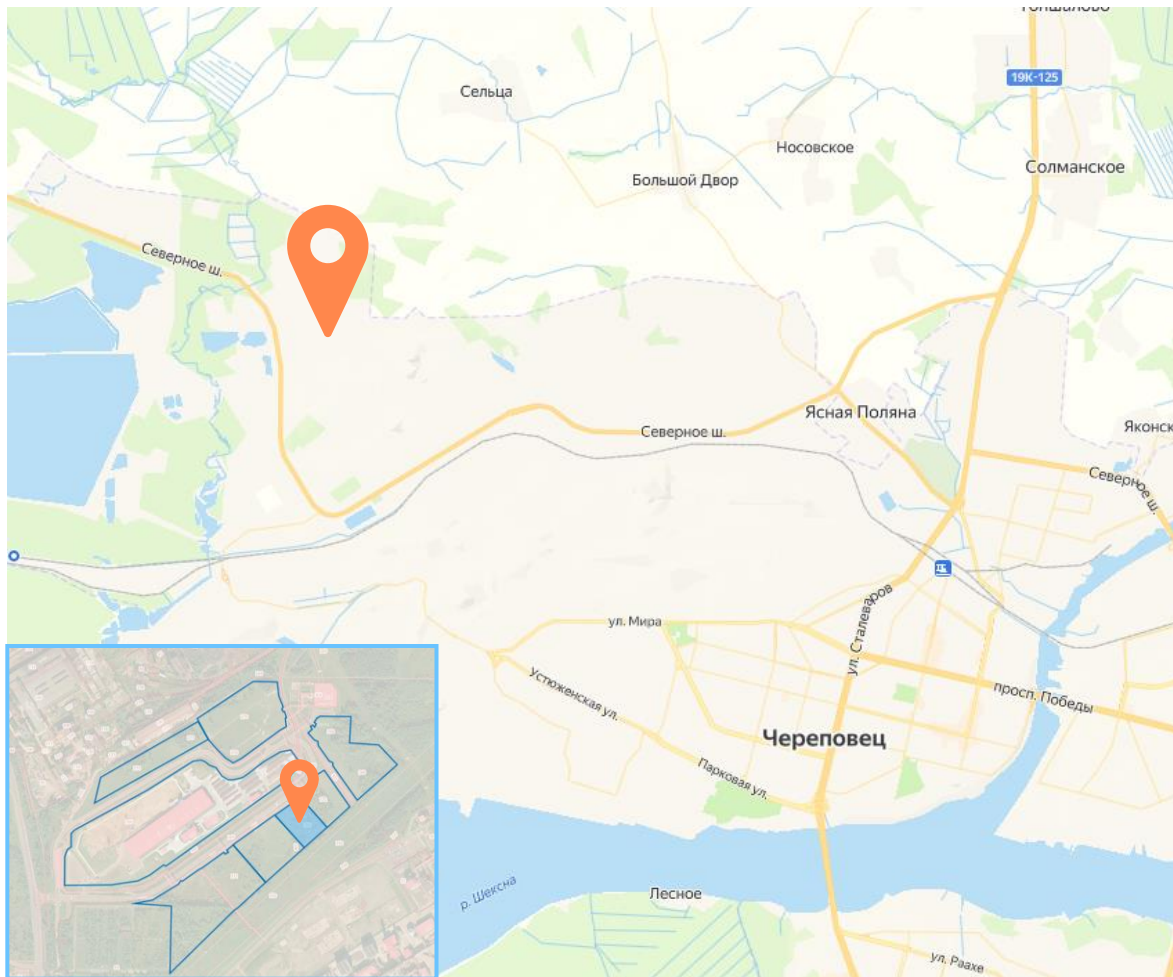 Топшалово
19К-125
Сельца
Носовское
Солманское
Большой Двор
Северное ш.
Ясная Поляна
Яконск
Северное ш.
Северное ш.
ул. Мира
ул. Сталеваров
Устюженская ул.
просп. Победы
Череповец
Парковая ул.
р. Шексна
Лесное
ул. Раахе